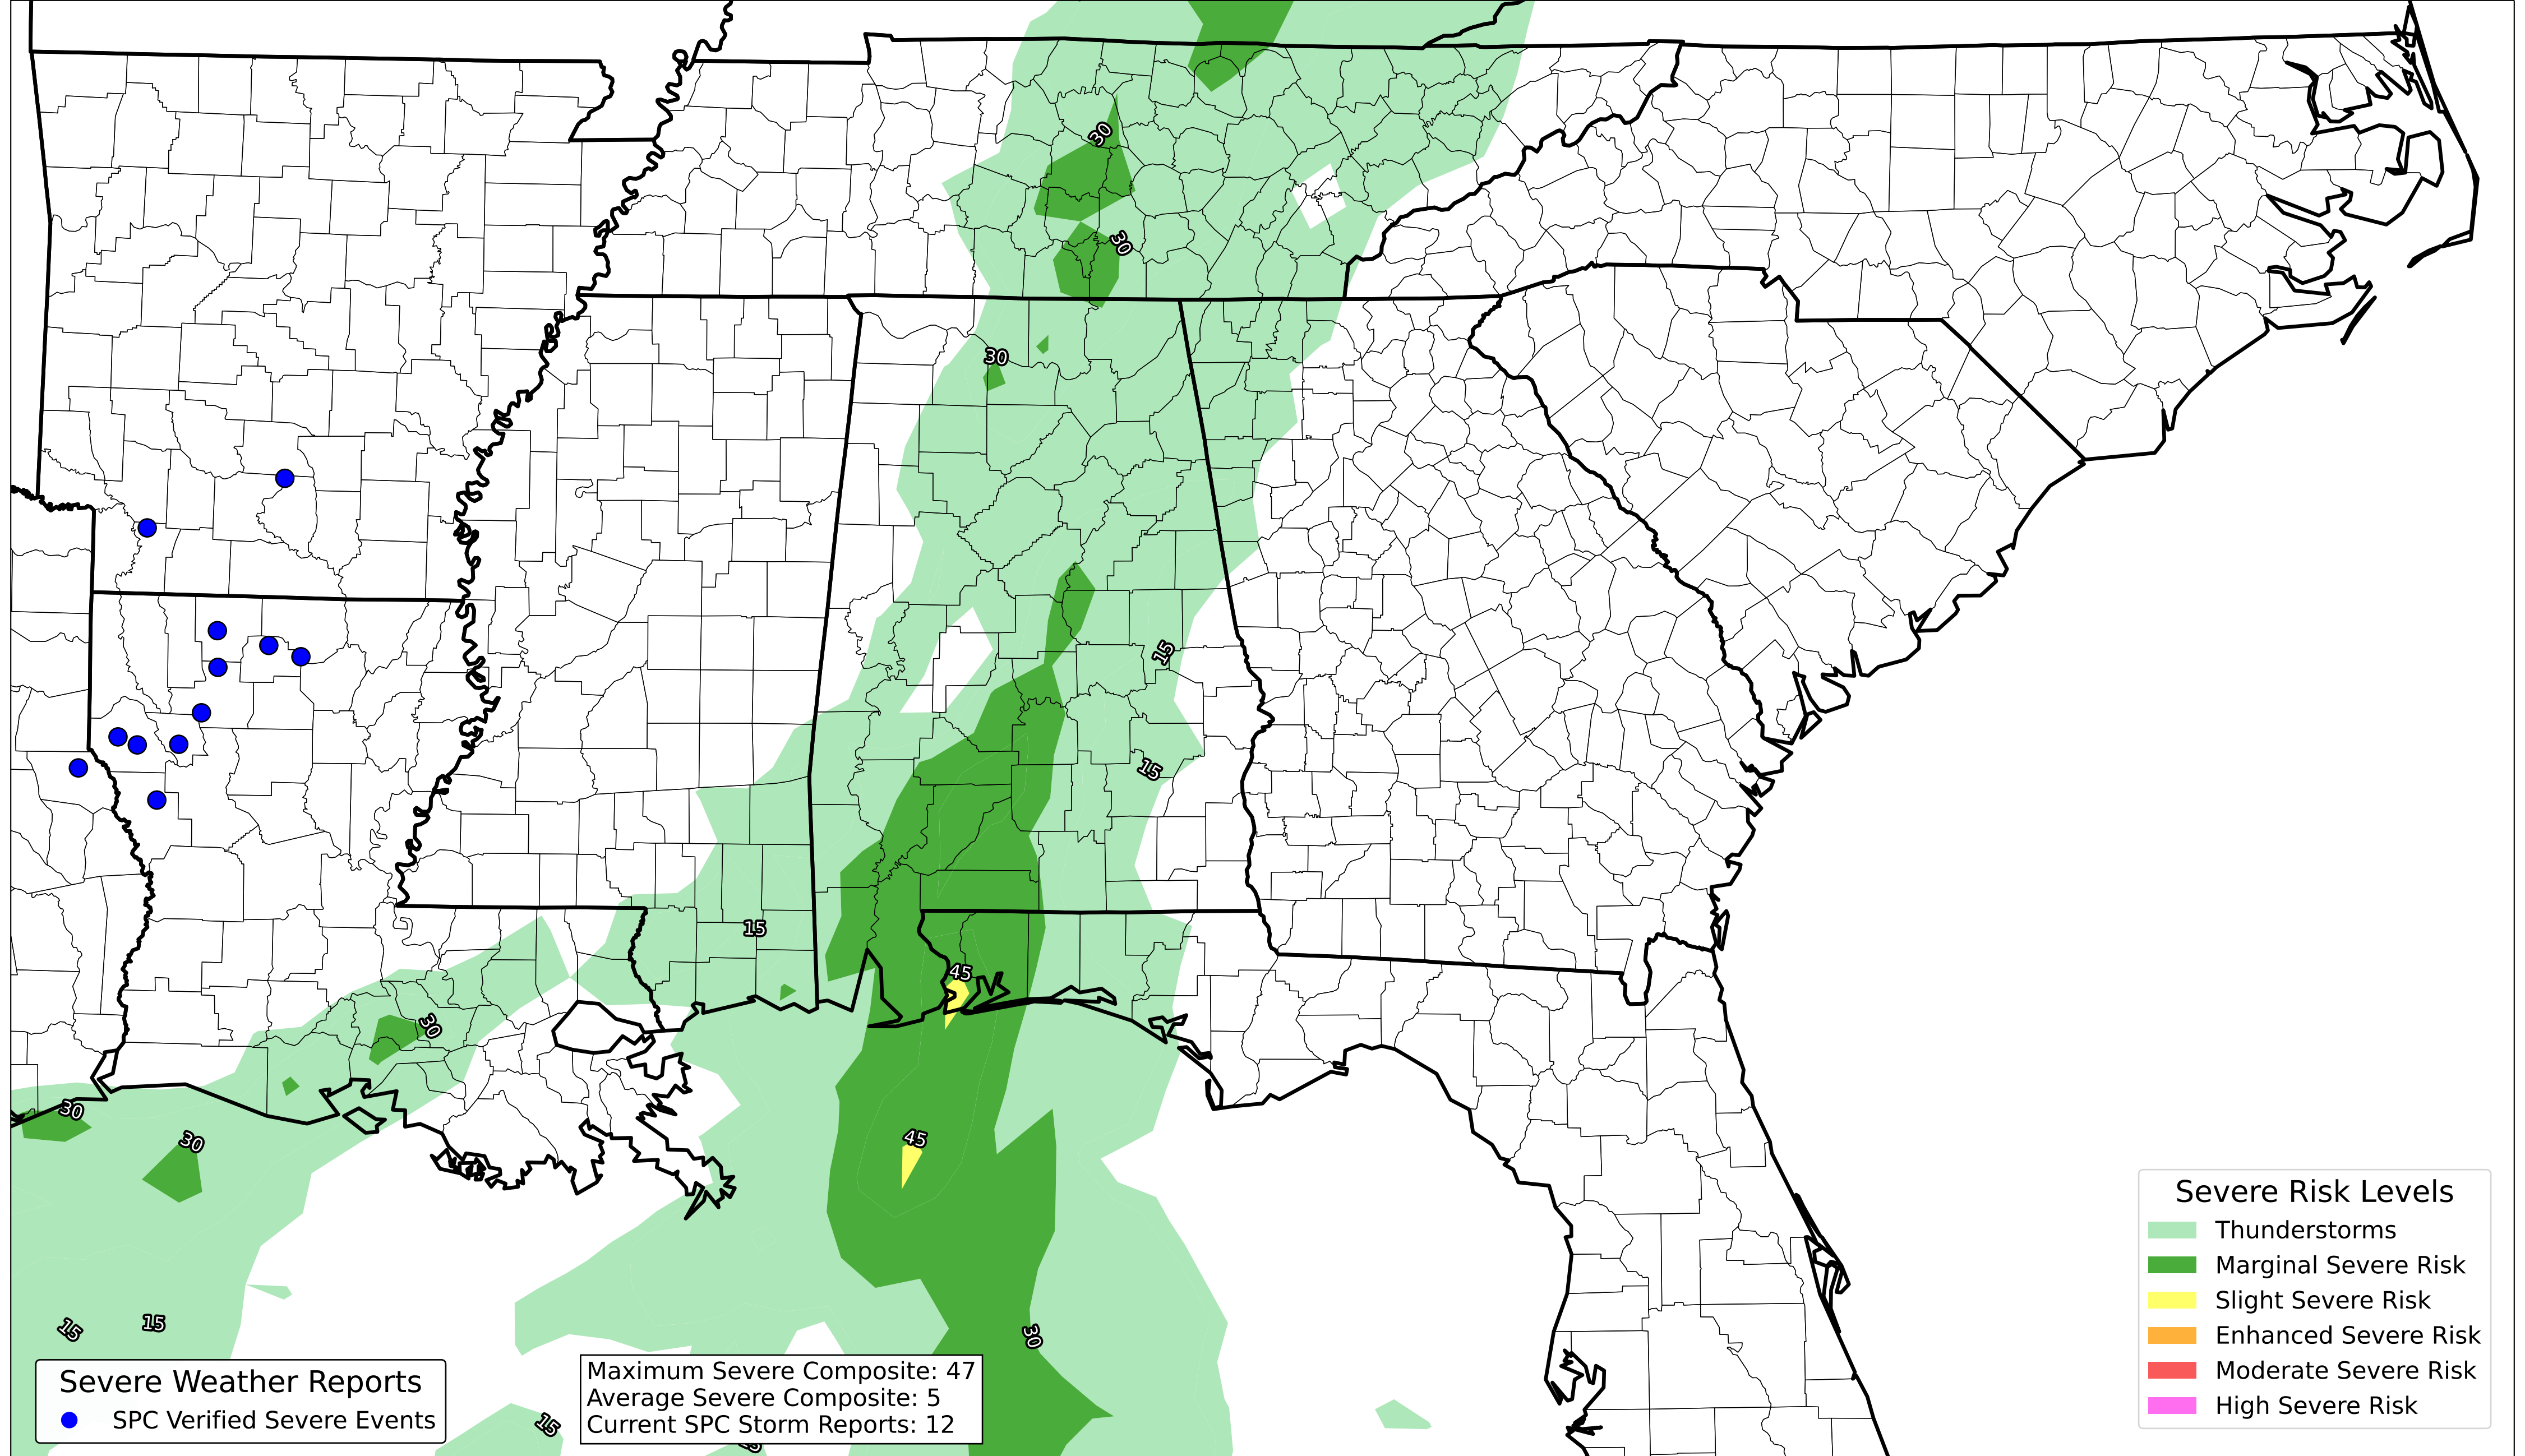 30
30
30
15
15
15
45
30
30
30
45
15
15
30
15
Severe Weather Reports
SPC Verified Severe Events
Maximum Severe Composite: 47
Average Severe Composite: 5
Current SPC Storm Reports: 12
Severe Risk Levels
Thunderstorms
Marginal Severe Risk
Slight Severe Risk
Enhanced Severe Risk
Moderate Severe Risk
High Severe Risk